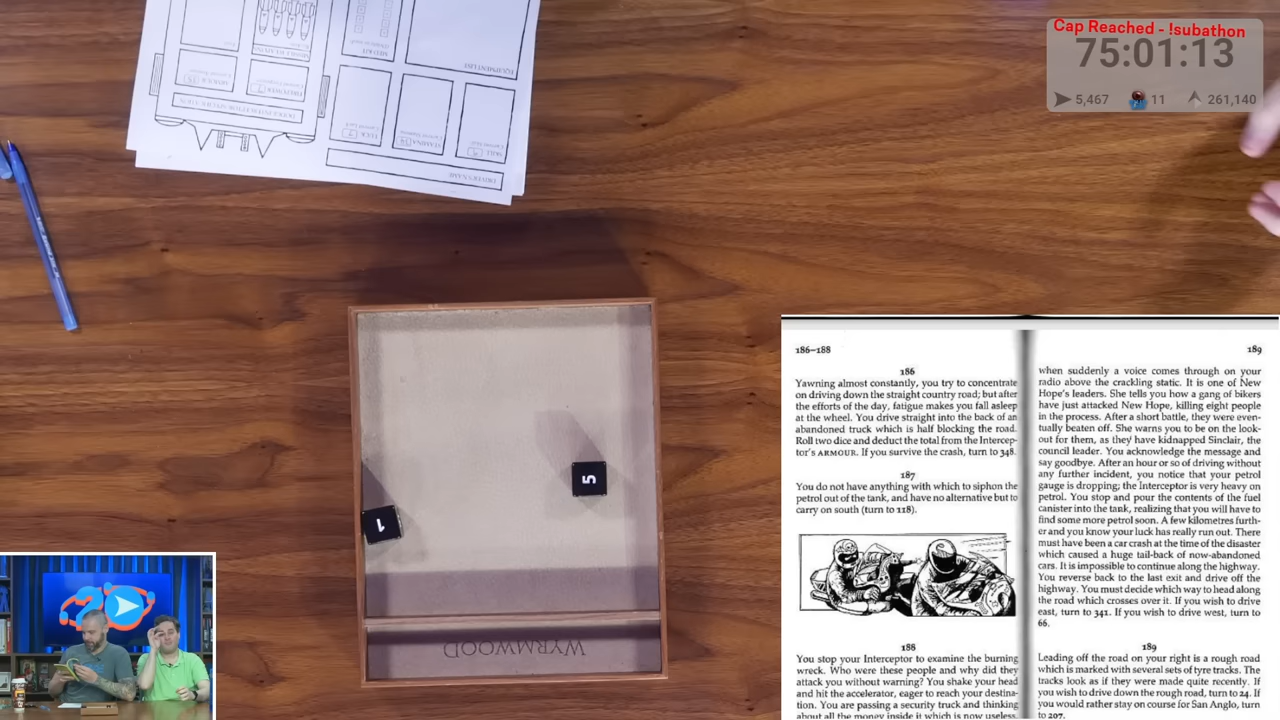 Cap Reached - !subathon
75:01:13
5,467 11 261,140
EQUIPMENT LIST
MED-KIT
SKILL
STAMINA
LUCK
FIREPOWER
ARMOUR
DRIVER'S NAME
1
5
WYRMWOOD
186–188
186
Yawning almost constantly, you try to concentrate
on driving down the straight country road; but after
the efforts of the day, fatigue makes you fall asleep
at the wheel. You drive straight into the back of an
abandoned truck which is half blocking the road.
Roll two dice and deduct the total from the Intercep-
tor's ARMOUR. If you survive the crash, turn to 348.
187
You do not have anything with which to siphon the
petrol out of the tank, and have no alternative but to
carry on south (turn to 118).
188
You stop your Interceptor to examine the burning
wreck. Who were these people and why did they
attack you without warning? You shake your head
and hit the accelerator, eager to reach your destina-
tion. You are passing a security truck and thinking
about all the money inside it which is now useless,
189
when suddenly a voice comes through on your
radio above the crackling static. It is one of New
Hope's leaders. She tells you how a gang of bikers
have just attacked New Hope, killing eight people
in the process. After a short battle, they were even-
tually beaten off. She warns you to be on the look-
out for them, as they have kidnapped Sinclair, the
council leader. You acknowledge the message and
say goodbye. After an hour or so of driving without
any further incident, you notice that your petrol
gauge is dropping; the Interceptor is very heavy on
petrol. You stop and pour the contents of the fuel
canister into the tank, realizing that you will have to
find some more petrol soon. A few kilometres furth-
er and you know your luck has really run out. There
must have been a car crash at the time of the disaster
which caused a huge tail-back of now-abandoned
cars. It is impossible to continue along the highway.
You reverse back to the last exit and drive off the
highway. You must decide which way to head along
the road which crosses over it. If you wish to drive
east, turn to 341. If you wish to drive west, turn to
66.
189
Leading off the road on your right is a rough road
which is marked with several sets of tyre tracks. The
tracks look as if they were made quite recently. If
you wish to drive down the rough road, turn to 24. If
you would rather stay on course for San Anglo, turn
to 207.